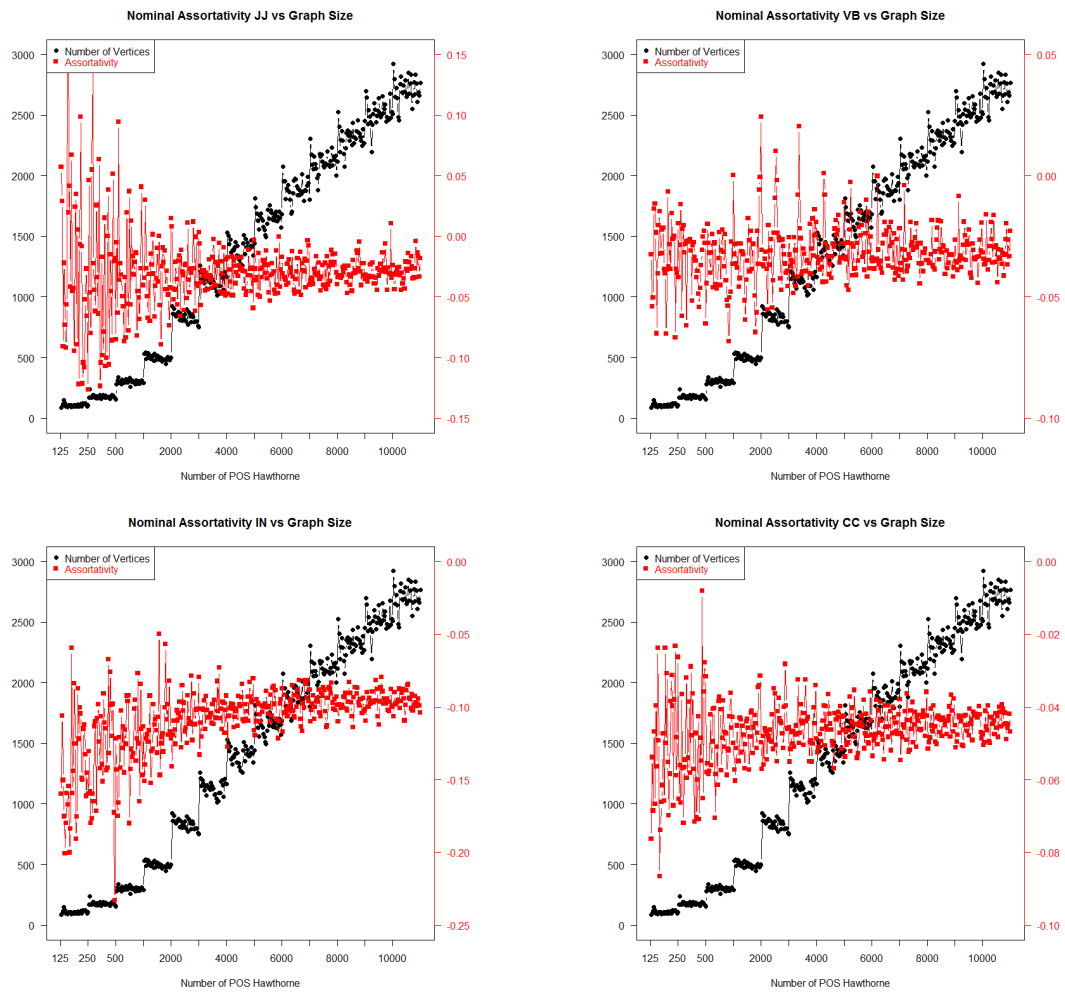 Nominal Assortativity JJ vs Graph Size
Number of Vertices
Assortativity
3000
2500
2000
1500
1000
500
0
0.15
0.10
0.05
0.00
-0.05
-0.10
-0.15
125 250 500 2000 4000 6000 8000 10000
Number of POS Hawthorne
Nominal Assortativity VB vs Graph Size
Number of Vertices
Assortativity
3000
2500
2000
1500
1000
500
0
0.05
0.00
-0.05
-0.10
125 250 500 2000 4000 6000 8000 10000
Number of POS Hawthorne
Nominal Assortativity IN vs Graph Size
Number of Vertices
Assortativity
3000
2500
2000
1500
1000
500
0
0.00
-0.05
-0.10
-0.15
-0.20
-0.25
125 250 500 2000 4000 6000 8000 10000
Number of POS Hawthorne
Nominal Assortativity CC vs Graph Size
Number of Vertices
Assortativity
3000
2500
2000
1500
1000
500
0
0.00
-0.02
-0.04
-0.06
-0.08
-0.10
125 250 500 2000 4000 6000 8000 10000
Number of POS Hawthorne